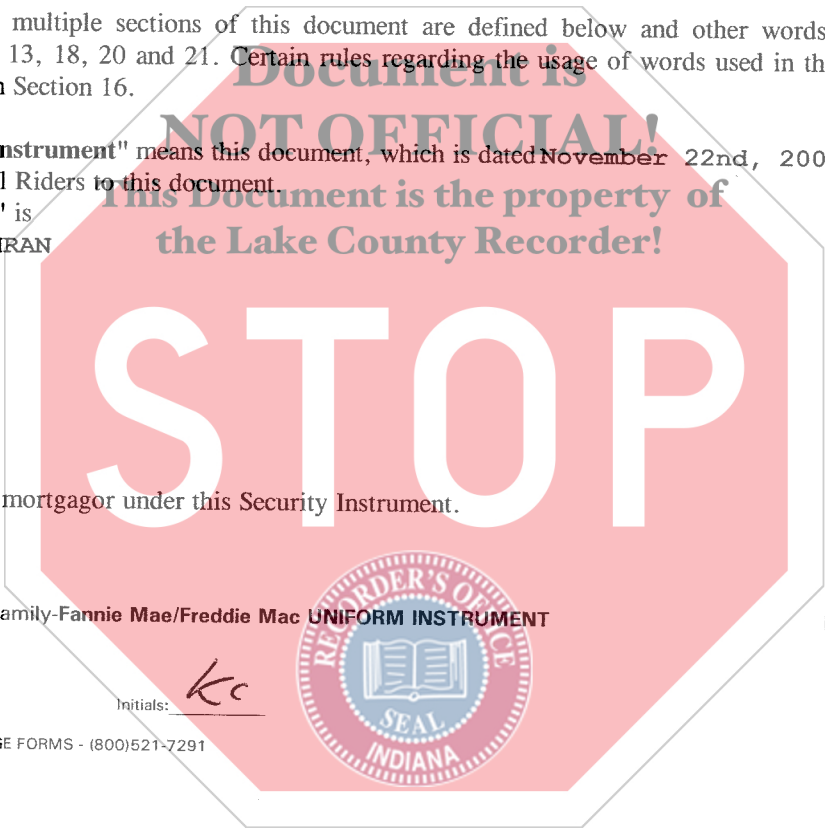 multiple sections of this document are defined below and other words
13, 18, 20 and 21. Certain rules regarding the usage of words used in th
Section 16.
Document is
NOT OFFICIAL!
This Document is the property of
the Lake County Recorder!
nstrument" means this document, which is dated November 22nd, 200
l Riders to this document.
" is
IRAN
STOP
mortgagor under this Security Instrument.
amily-Fannie Mae/Freddie Mac UNIFORM INSTRUMENT
Initials: KC
GE FORMS - (800)521-7291
RECORDER'S OFFICE
SEAL
INDIANA